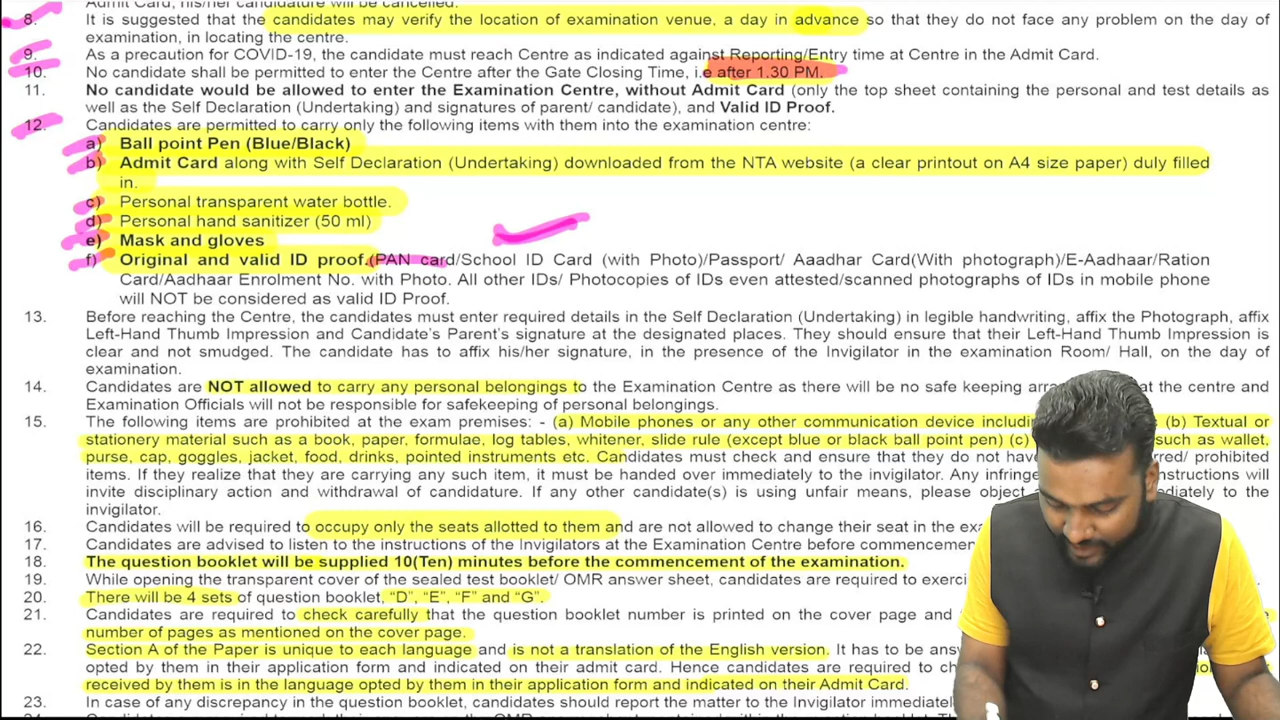 Admit Card, his/her candidature will be cancelled.
8. It is suggested that the candidates may verify the location of examination venue, a day in advance so that they do not face any problem on the day of
examination, in locating the centre.
9. As a precaution for COVID-19, the candidate must reach Centre as indicated against Reporting/Entry time at Centre in the Admit Card.
10. No candidate shall be permitted to enter the Centre after the Gate Closing Time, i.e after 1.30 PM.
11. No candidate would be allowed to enter the Examination Centre, without Admit Card (only the top sheet containing the personal and test details as
well as the Self Declaration (Undertaking) and signatures of parent/ candidate), and Valid ID Proof.
12. Candidates are permitted to carry only the following items with them into the examination centre:
a) Ball point Pen (Blue/Black)
b) Admit Card along with Self Declaration (Undertaking) downloaded from the NTA website (a clear printout on A4 size paper) duly filled
in.
c) Personal transparent water bottle.
d) Personal hand sanitizer (50 ml)
e) Mask and gloves
f) Original and valid ID proof.(PAN card/School ID Card (with Photo)/Passport/ Aaadhar Card(With photograph)/E-Aadhaar/Ration
Card/Aadhaar Enrolment No. with Photo. All other IDs/ Photocopies of IDs even attested/scanned photographs of IDs in mobile phone
will NOT be considered as valid ID Proof.
13. Before reaching the Centre, the candidates must enter required details in the Self Declaration (Undertaking) in legible handwriting, affix the Photograph, affix
Left-Hand Thumb Impression and Candidate's Parent's signature at the designated places. They should ensure that their Left-Hand Thumb Impression is
clear and not smudged. The candidate has to affix his/her signature, in the presence of the Invigilator in the examination Room/ Hall, on the day of
examination.
14. Candidates are NOT allowed to carry any personal belongings to the Examination Centre as there will be no safe keeping at the centre and
Examination Officials will not be responsible for safekeeping of personal belongings.
15. The following items are prohibited at the exam premises: - (a) Mobile phones or any other communication device (b) Textual or
stationery material such as a book, paper, formulae, log tables, whitener, slide rule (except blue or black ball point pen) (c) such as wallet,
purse, cap, goggles, jacket, food, drinks, pointed instruments etc. Candidates must check and ensure that they do not have prohibited
items. If they realize that they are carrying any such item, it must be handed over immediately to the invigilator. Any will
invite disciplinary action and withdrawal of candidature. If any other candidate(s) is using unfair means, please object to the
invigilator.
16. Candidates will be required to occupy only the seats allotted to them and are not allowed to change their seat in the
17. Candidates are advised to listen to the instructions of the Invigilators at the Examination Centre before
18. The question booklet will be supplied 10(Ten) minutes before the commencement of the examination.
19. While opening the transparent cover of the sealed test booklet/ OMR answer sheet, candidates are required to
20. There will be 4 sets of question booklet, "D", "E", "F" and "G".
21. Candidates are required to check carefully that the question booklet number is printed on the cover page and the
number of pages as mentioned on the cover page.
22. Section A of the Paper is unique to each language and is not a translation of the English version. It has to be
opted by them in their application form and indicated on their admit card. Hence candidates are required to
received by them is in the language opted by them in their application form and indicated on their Admit Card.
23. In case of any discrepancy in the question booklet, candidates should report the matter to the Invigilator